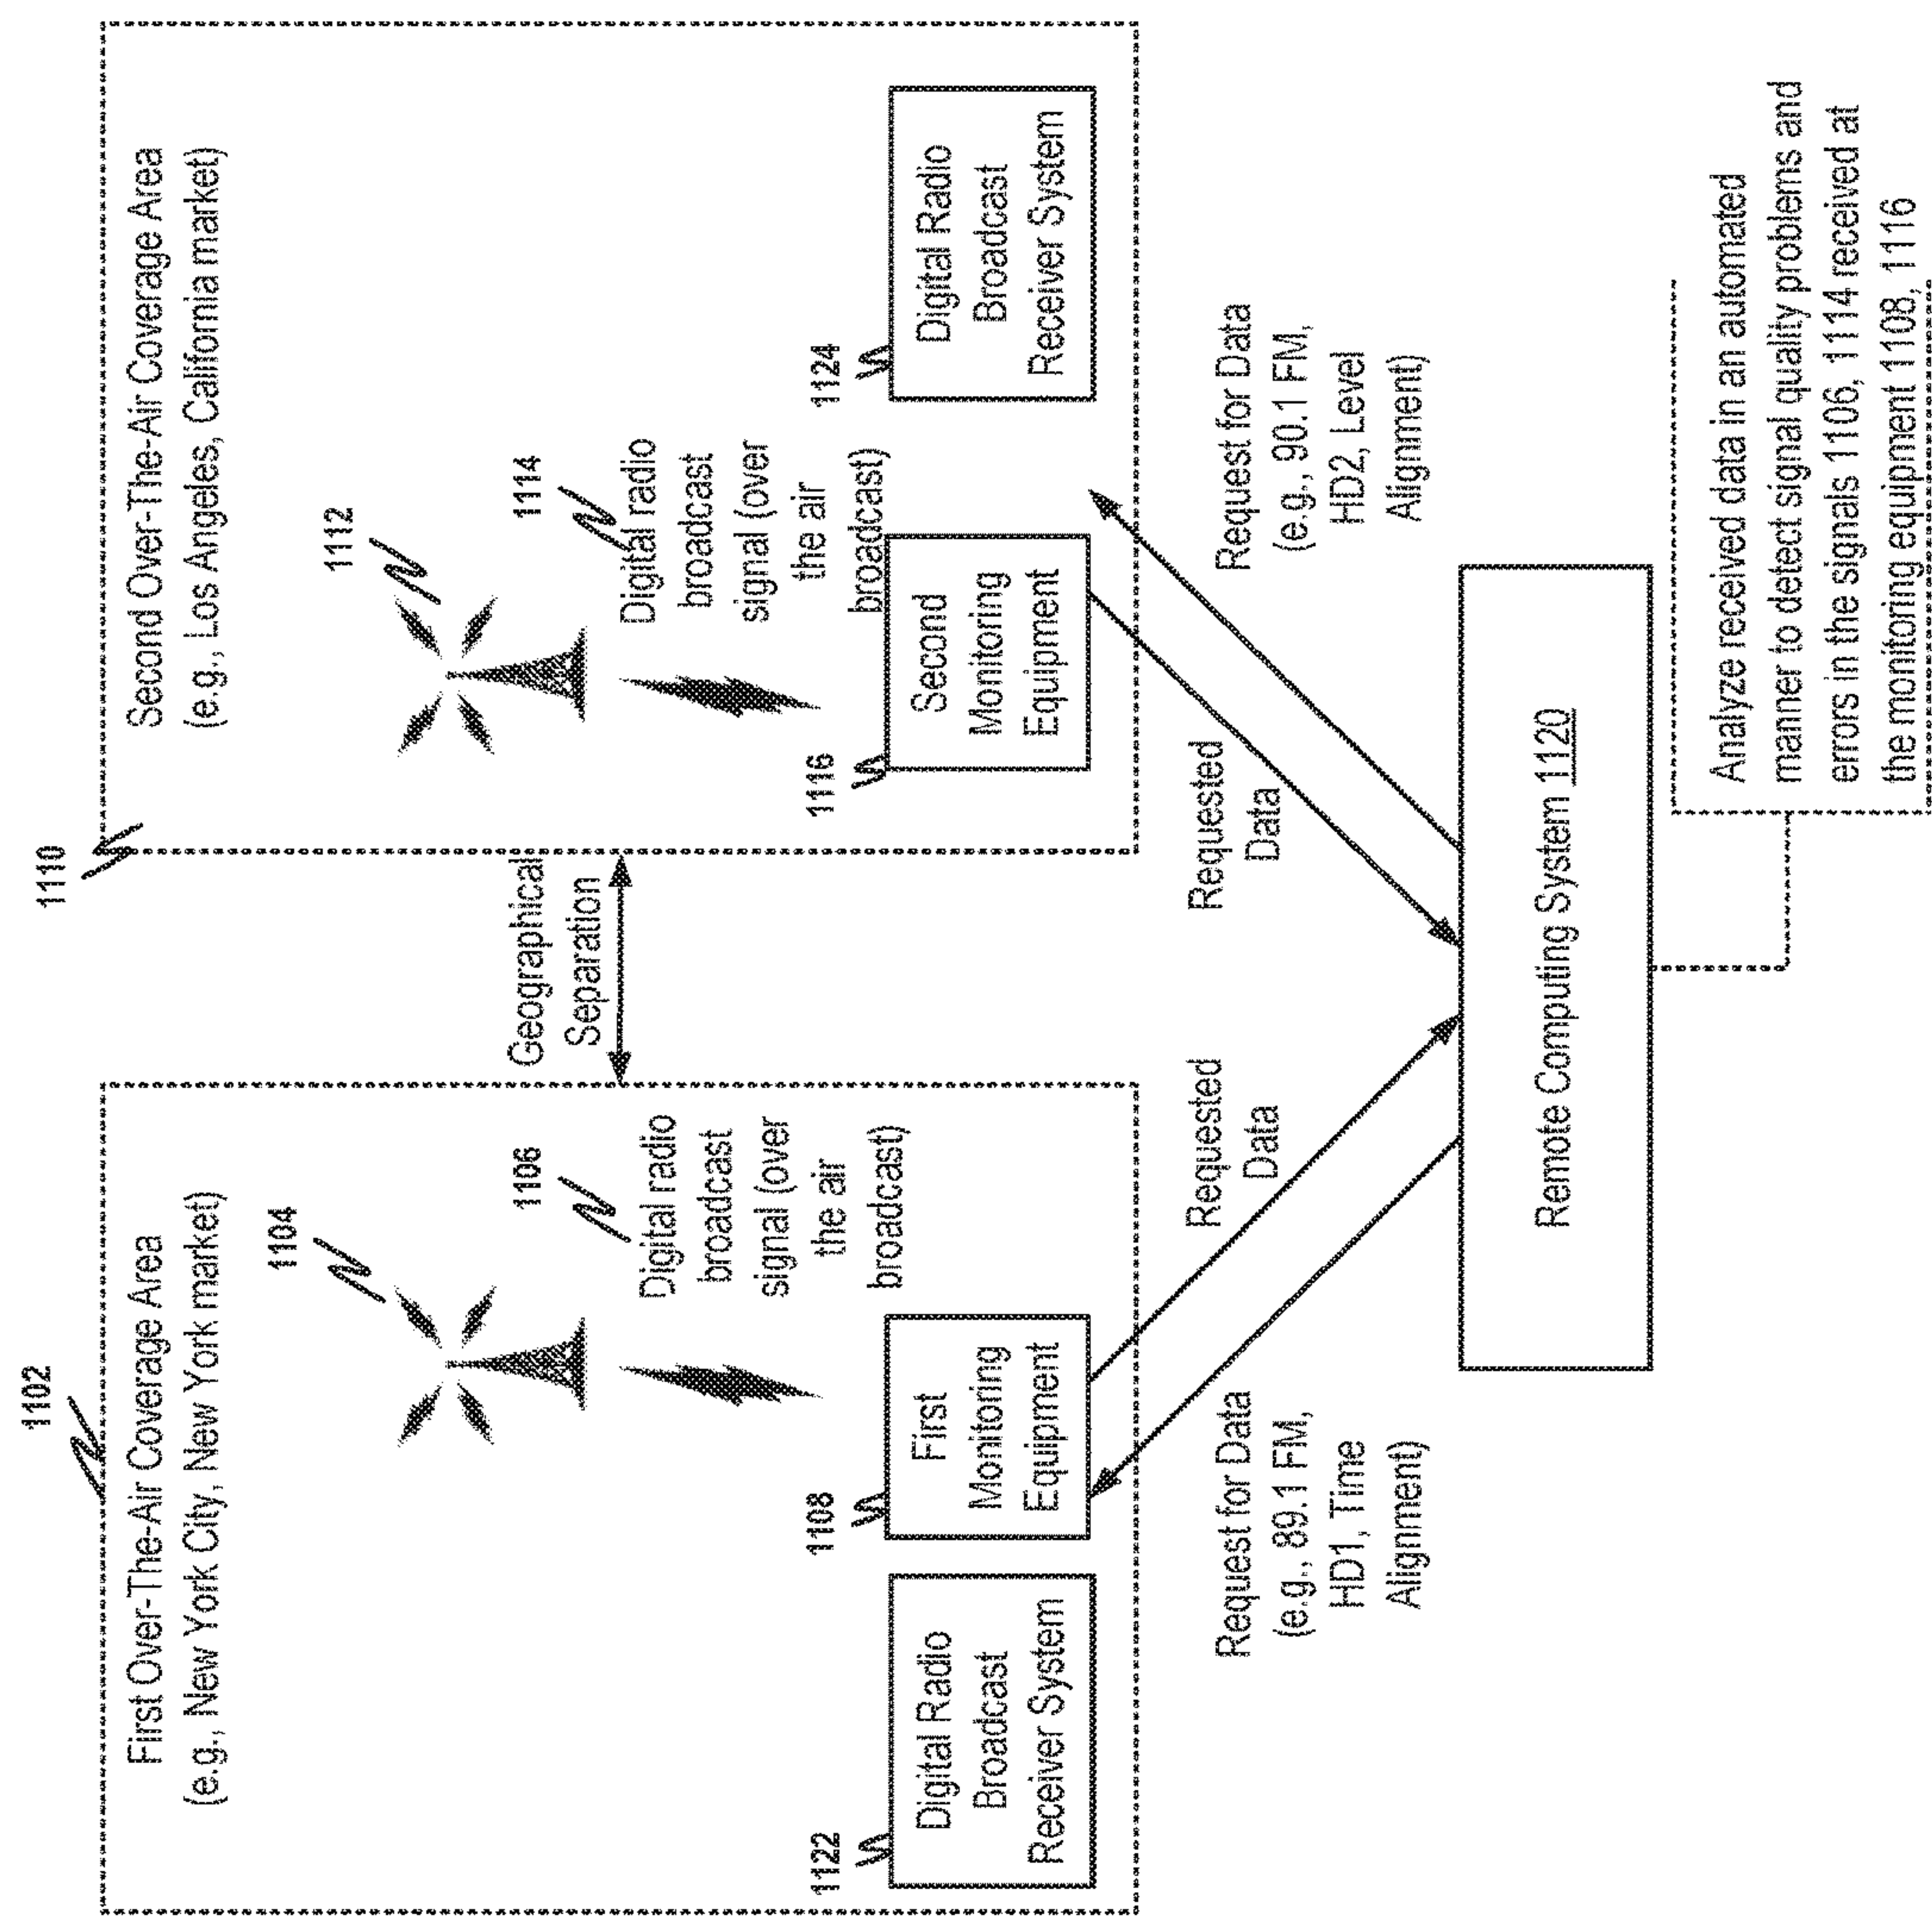 1102
First Over-The-Air Coverage Area
(e.g., New York City, New York market)
1104
1106
Digital radio
broadcast
signal (over
the air
broadcast)
1122
Digital Radio
Broadcast
Receiver System
1108
First
Monitoring
Equipment
Geographical
Separation
1110
Second Over-The-Air Coverage Area
(e.g., Los Angeles, California market)
1112
1114
Digital radio
broadcast
signal (over
the air
broadcast)
1116
Second
Monitoring
Equipment
1124
Digital Radio
Broadcast
Receiver System
Request for Data
(e.g., 89.1 FM,
HD1, Time
Alignment)
Requested
Data
Requested
Data
Request for Data
(e.g., 90.1 FM,
HD2, Level
Alignment)
Remote Computing System 1120
Analyze received data in an automated
manner to detect signal quality problems and
errors in the signals 1106, 1114 received at
the monitoring equipment 1108, 1116